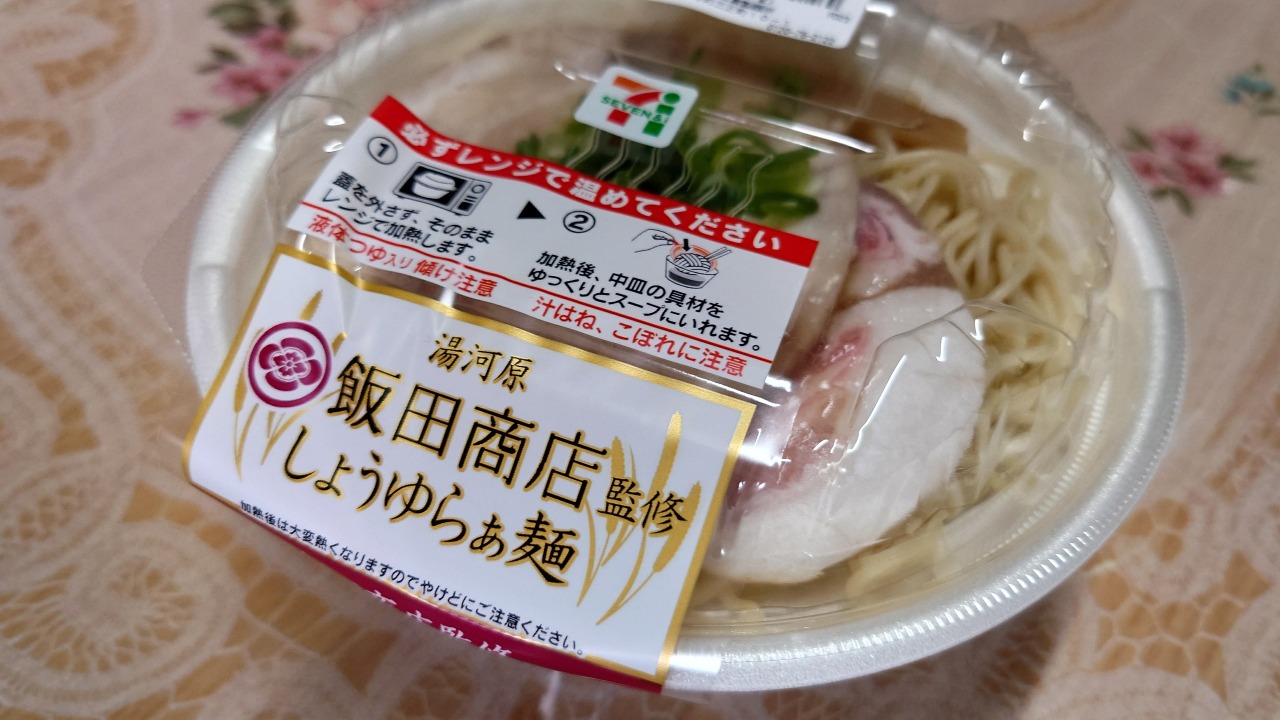 SEVEN&i
必ずレンジで温めてください
①
蓋を外さず、そのまま
レンジで加熱します。
②
加熱後、中皿の具材を
ゆっくりとスープにいれます。
液体つゆ入り傾け注意
汁はね、こぼれに注意
湯河原
飯田商店監修
しょうゆらぁ麺
加熱後は大変熱くなりますのでやけどにご注意ください。